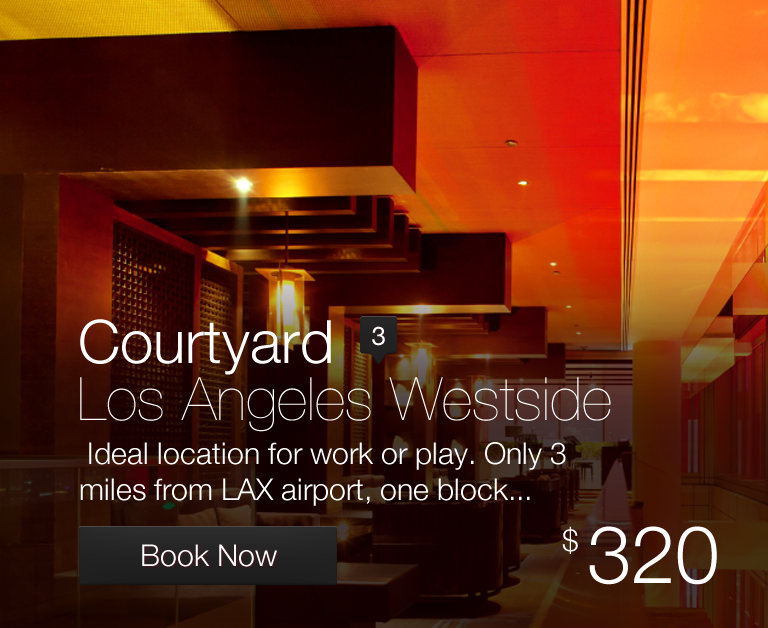 Courtyard 3
Los Angeles Westside
Ideal location for work or play. Only 3
miles from LAX airport, one block...
Book Now
$320